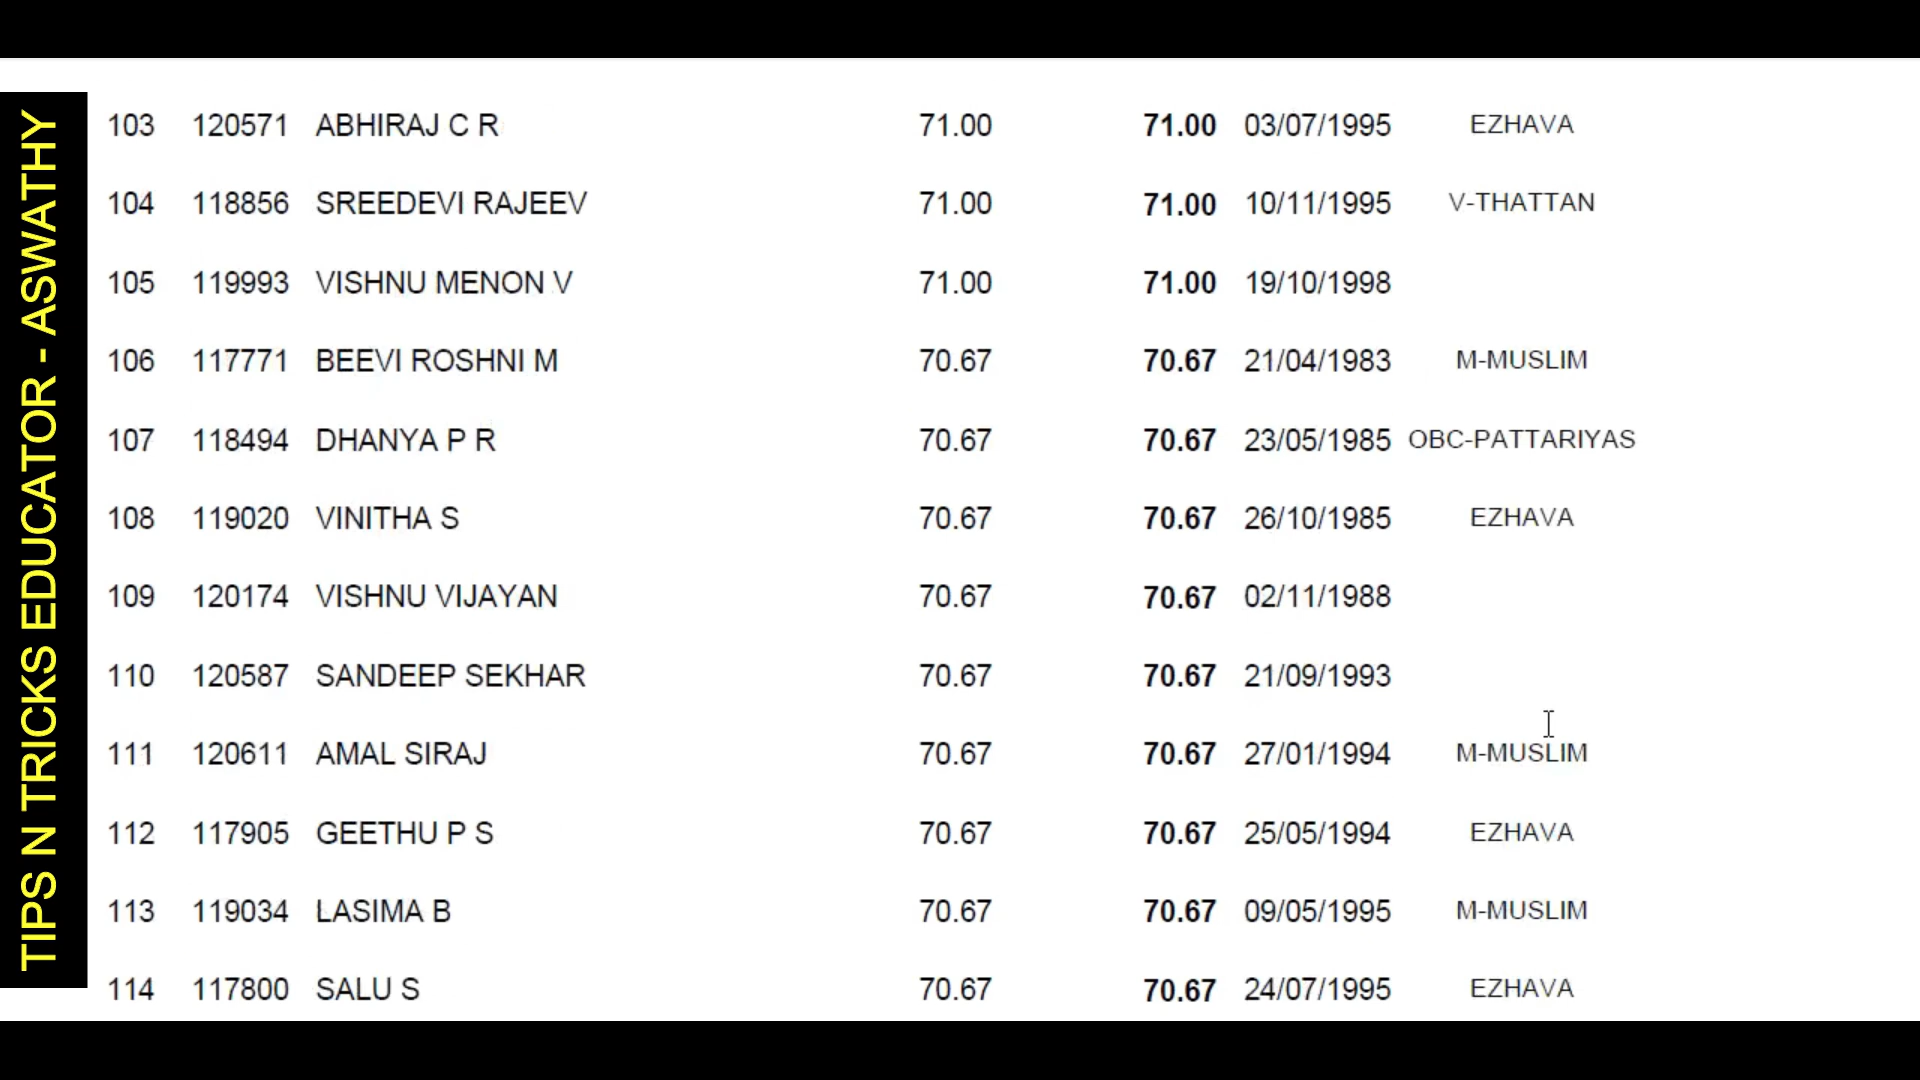 TIPS N TRICKS EDUCATOR - ASWATHY
103 120571 ABHIRAJ C R 71.00 71.00 03/07/1995 EZHAVA
104 118856 SREEDEVI RAJEEV 71.00 71.00 10/11/1995 V-THATTAN
105 119993 VISHNU MENON V 71.00 71.00 19/10/1998
106 117771 BEEVI ROSHNI M 70.67 70.67 21/04/1983 M-MUSLIM
107 118494 DHANYA P R 70.67 70.67 23/05/1985 OBC-PATTARIYAS
108 119020 VINITHA S 70.67 70.67 26/10/1985 EZHAVA
109 120174 VISHNU VIJAYAN 70.67 70.67 02/11/1988
110 120587 SANDEEP SEKHAR 70.67 70.67 21/09/1993
111 120611 AMAL SIRAJ 70.67 70.67 27/01/1994 M-MUSLIM
112 117905 GEETHU P S 70.67 70.67 25/05/1994 EZHAVA
113 119034 LASIMA B 70.67 70.67 09/05/1995 M-MUSLIM
114 117800 SALU S 70.67 70.67 24/07/1995 EZHAVA